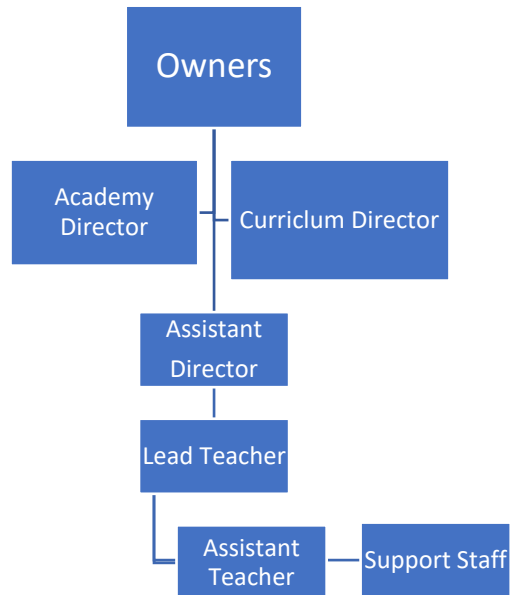 Owners
Academy
Director
Curriclum Director
Assistant
Director
Lead Teacher
Assistant
Teacher
Support Staff